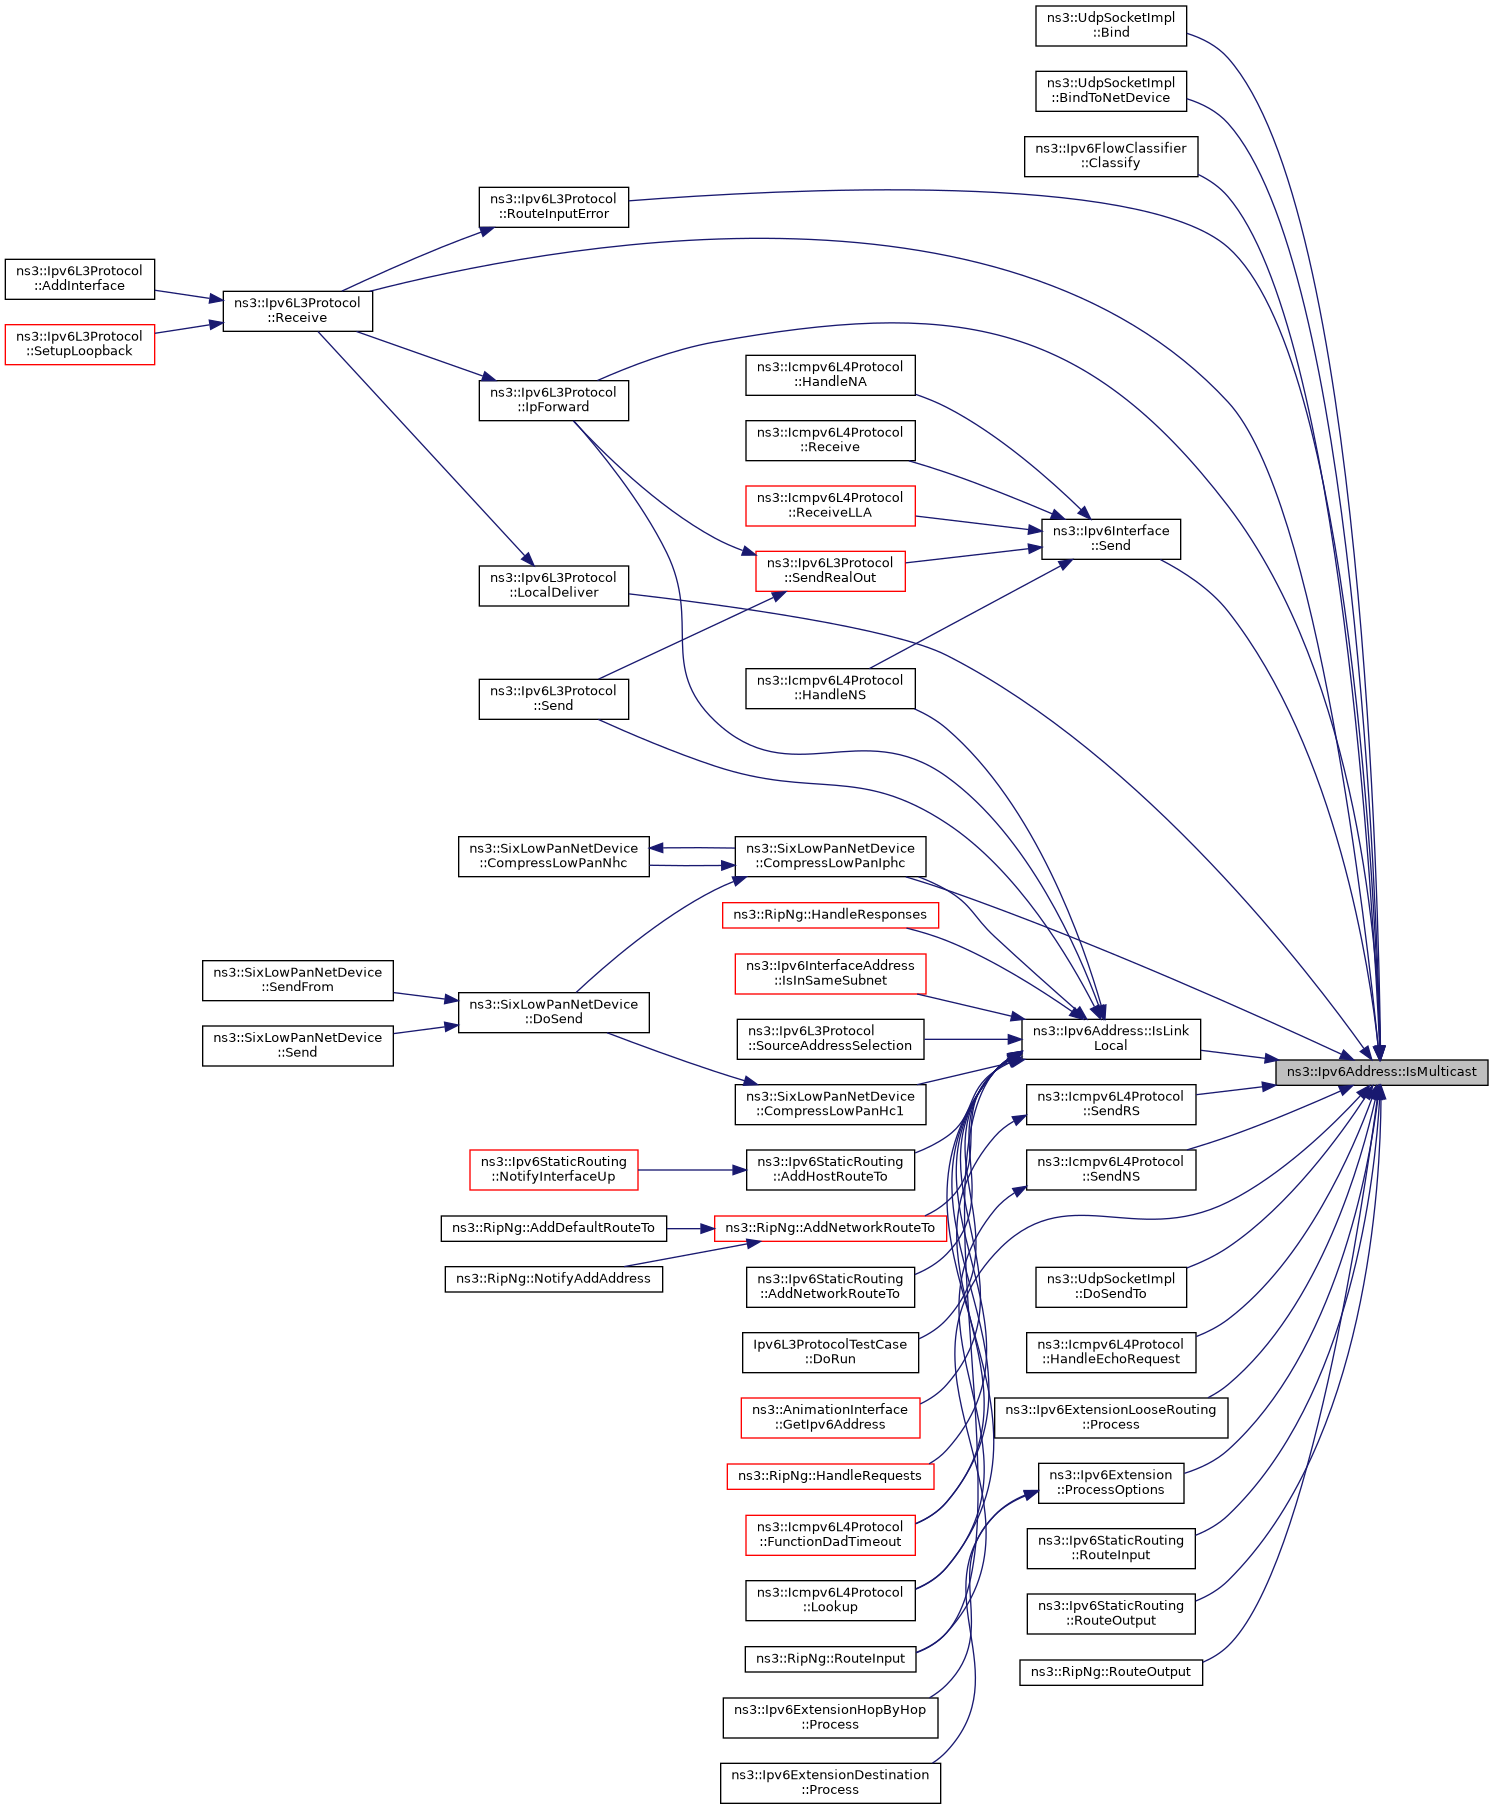 ns3::UdpSocketImpl
::Bind
ns3::UdpSocketImpl
::BindToNetDevice
ns3::Ipv6FlowClassifier
::Classify
ns3::Ipv6L3Protocol
::RouteInputError
ns3::Ipv6L3Protocol
::AddInterface
ns3::Ipv6L3Protocol
::Receive
ns3::Ipv6L3Protocol
::SetupLoopback
ns3::Icmpv6L4Protocol
::HandleNA
ns3::Ipv6L3Protocol
::IpForward
ns3::Icmpv6L4Protocol
::Receive
ns3::Icmpv6L4Protocol
::ReceiveLLA
ns3::Ipv6Interface
::Send
ns3::Ipv6L3Protocol
::SendRealOut
ns3::Ipv6L3Protocol
::LocalDeliver
ns3::Icmpv6L4Protocol
::HandleNS
ns3::Ipv6L3Protocol
::Send
ns3::SixLowPanNetDevice
::CompressLowPanNhc
ns3::SixLowPanNetDevice
::CompressLowPanIphc
ns3::RipNg::HandleResponses
ns3::Ipv6InterfaceAddress
::IsInSameSubnet
ns3::SixLowPanNetDevice
::SendFrom
ns3::SixLowPanNetDevice
::DoSend
ns3::SixLowPanNetDevice
::Send
ns3::Ipv6L3Protocol
::SourceAddressSelection
ns3::Ipv6Address::IsLink
Local
ns3::Ipv6Address::IsMulticast
ns3::SixLowPanNetDevice
::CompressLowPanHc1
ns3::Icmpv6L4Protocol
::SendRS
ns3::Ipv6StaticRouting
::NotifyInterfaceUp
ns3::Ipv6StaticRouting
::AddHostRouteTo
ns3::Icmpv6L4Protocol
::SendNS
ns3::RipNg::AddDefaultRouteTo
ns3::RipNg::AddNetworkRouteTo
ns3::RipNg::NotifyAddAddress
ns3::Ipv6StaticRouting
::AddNetworkRouteTo
ns3::UdpSocketImpl
::DoSendTo
Ipv6L3ProtocolTestCase
::DoRun
ns3::Icmpv6L4Protocol
::HandleEchoRequest
ns3::AnimationInterface
::GetIpv6Address
ns3::Ipv6ExtensionLooseRouting
::Process
ns3::RipNg::HandleRequests
ns3::Ipv6Extension
::ProcessOptions
ns3::Icmpv6L4Protocol
::FunctionDadTimeout
ns3::Ipv6StaticRouting
::RouteInput
ns3::Icmpv6L4Protocol
::Lookup
ns3::Ipv6StaticRouting
::RouteOutput
ns3::RipNg::RouteInput
ns3::RipNg::RouteOutput
ns3::Ipv6ExtensionHopByHop
::Process
ns3::Ipv6ExtensionDestination
::Process